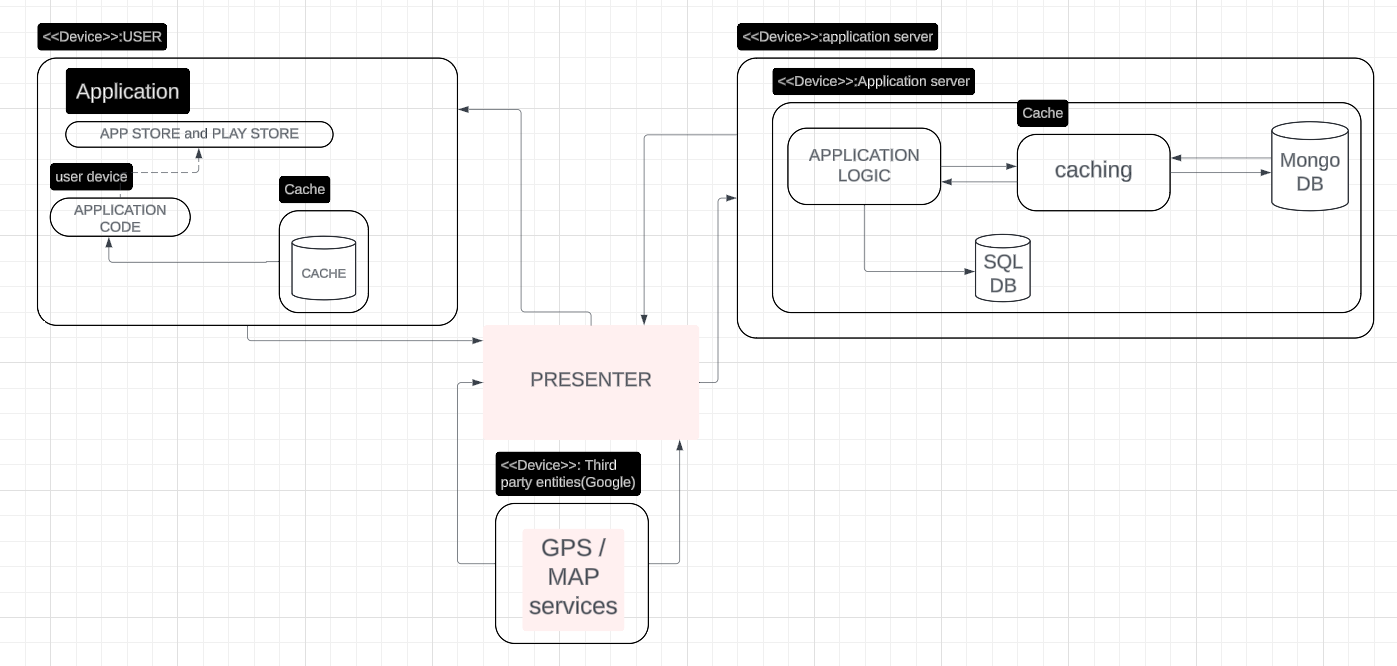 <<Device>>:USER
Application
APP STORE and PLAY STORE
user device
APPLICATION
CODE
Cache
CACHE
<<Device>>:application server
<<Device>>:Application server
Cache
APPLICATION
LOGIC
caching
Mongo
DB
SQL
DB
PRESENTER
<<Device>>: Third
party entities(Google)
GPS /
MAP
services